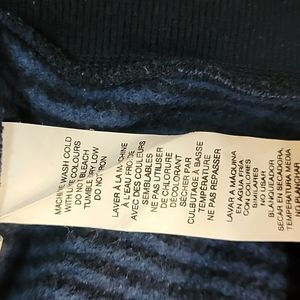 MACHINE WASH COLD
WITH LIKE COLOURS
DO NOT BLEACH
TUMBLE DRY LOW
DO NOT IRON
LAVER À LA MACHINE
À L'EAU FROIDE
AVEC DES COULEURS
SEMBLABLES
NE PAS UTILISER
DE CHLORURE
DÉCOLORANT
SÉCHER PAR
CULBUTAGE À BASSE
TEMPÉRATURE
NE PAS REPASSER
LAVAR A MÁQUINA
EN AGUA FRÍA
CON COLORES
SIMILARES
NO USAR
BLANQUEADOR
SECAR EN SECADORA,
TEMPERATURA MEDIA
NO PLANCHAR